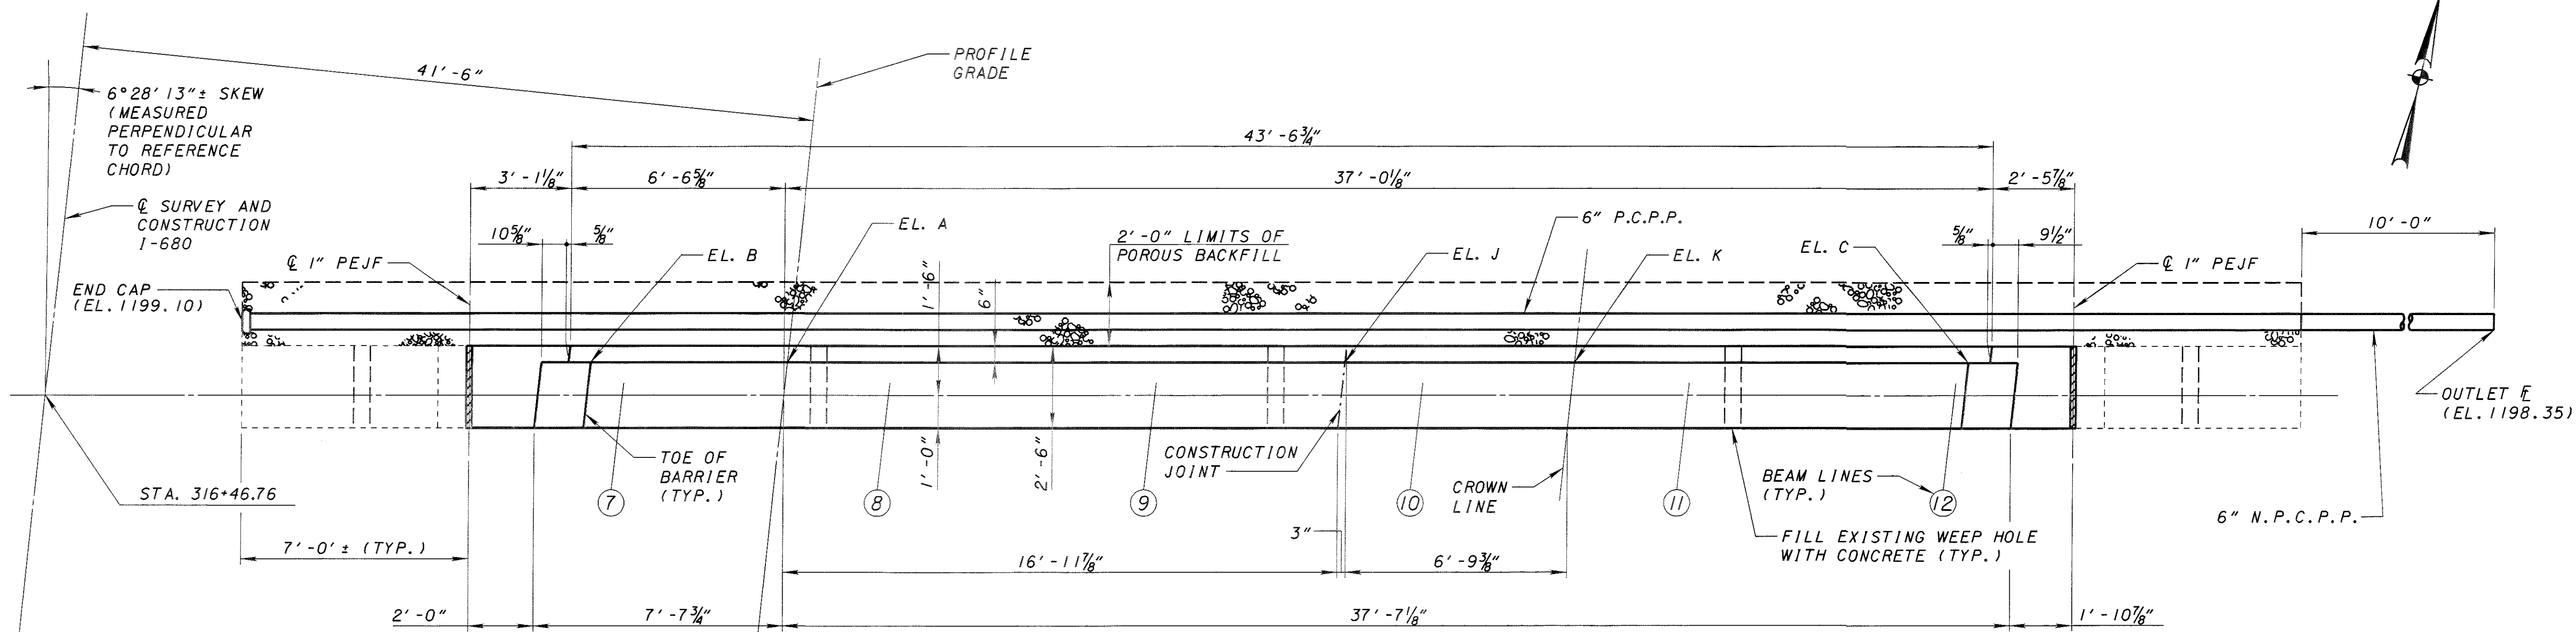 41'-6"
PROFILE
GRADE
6°28'13"± SKEW
(MEASURED
PERPENDICULAR
TO REFERENCE
CHORD)
43'-6¾"
3'-1⅛"
6'-6⅝"
37'-0⅛"
2'-5⅞"
℄ SURVEY AND
CONSTRUCTION
I-680
10⅝"
⅝"
EL. A
2'-0" LIMITS OF
POROUS BACKFILL
6" P.C.P.P.
⅝"
9½"
10'-0"
℄ 1" PEJF
EL. B
1'-6"
6"
EL. J
EL. K
EL. C
℄ 1" PEJF
END CAP
(EL. 1199.10)
OUTLET ℄
(EL. 1198.35)
STA. 316+46.76
TOE OF
BARRIER
(TYP.)
1'-0"
2'-6"
CONSTRUCTION
JOINT
CROWN
LINE
BEAM LINES
(TYP.)
7
8
9
10
11
12
6" N.P.C.P.P.
3"
FILL EXISTING WEEP HOLE
WITH CONCRETE (TYP.)
7'-0'± (TYP.)
16'-11⅞"
6'-9⅜"
2'-0"
7'-7¾"
37'-7⅛"
1'-10⅞"